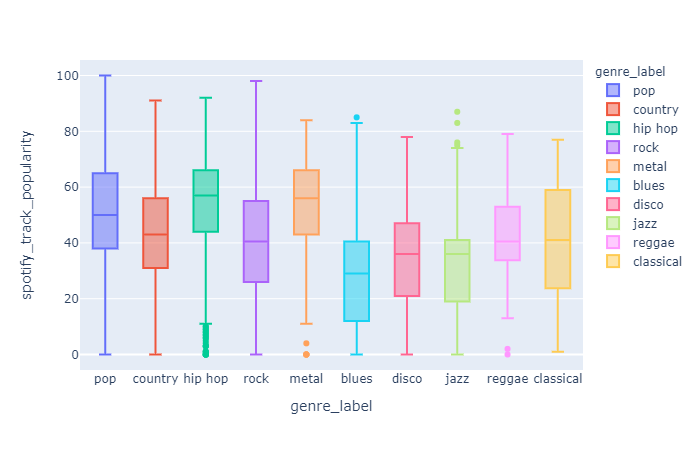 genre_label
100
pop
country
80
hip hop
rock
metal
60
blues
disco
40
jazz
reggae
classical
20
0
spotify_track_popularity
pop country hip hop rock metal blues disco jazz reggae classical
genre_label